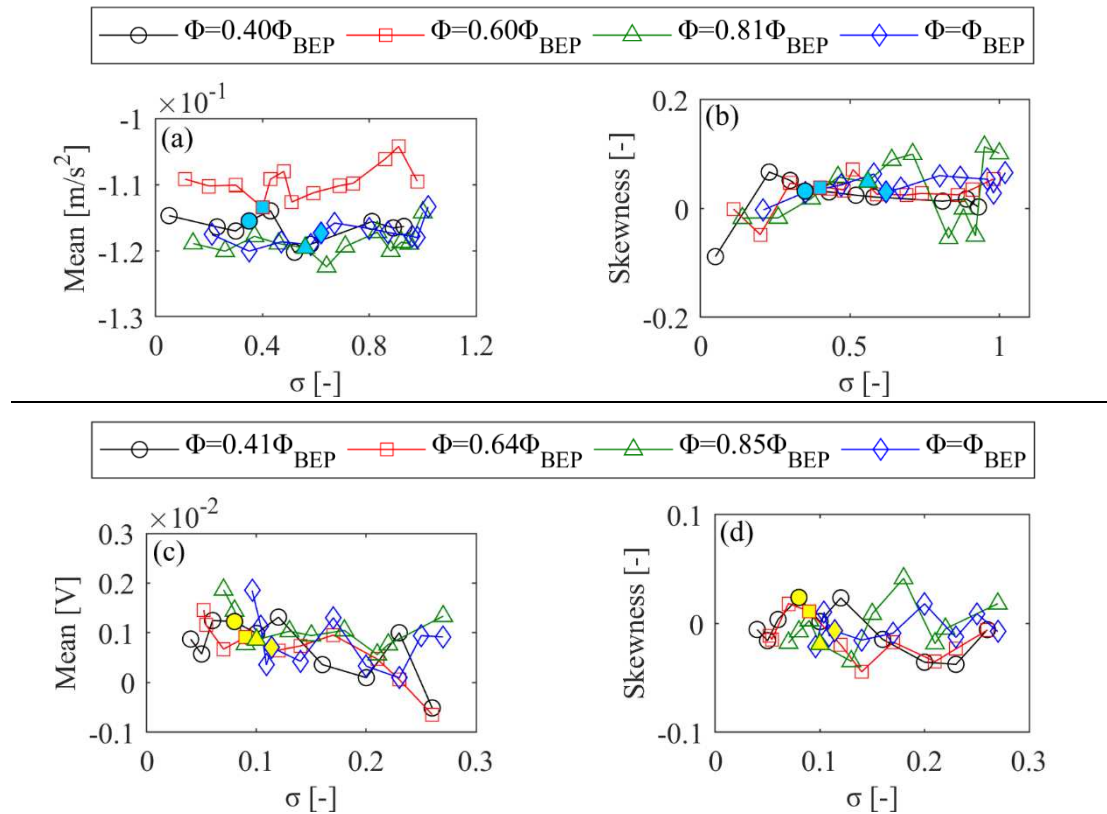 Φ=0.40Φ_BEP Φ=0.60Φ_BEP Φ=0.81Φ_BEP Φ=Φ_BEP
×10⁻¹
(a)
-1
-1.1
-1.2
-1.3
Mean [m/s²]
0 0.4 0.8 1.2
σ [-]
(b)
0.2
0
-0.2
Skewness [-]
0 0.5 1
σ [-]
Φ=0.41Φ_BEP Φ=0.64Φ_BEP Φ=0.85Φ_BEP Φ=Φ_BEP
×10⁻²
(c)
0.3
0.2
0.1
0
-0.1
Mean [V]
0 0.1 0.2 0.3
σ [-]
(d)
0.1
0
-0.1
Skewness [-]
0 0.1 0.2 0.3
σ [-]